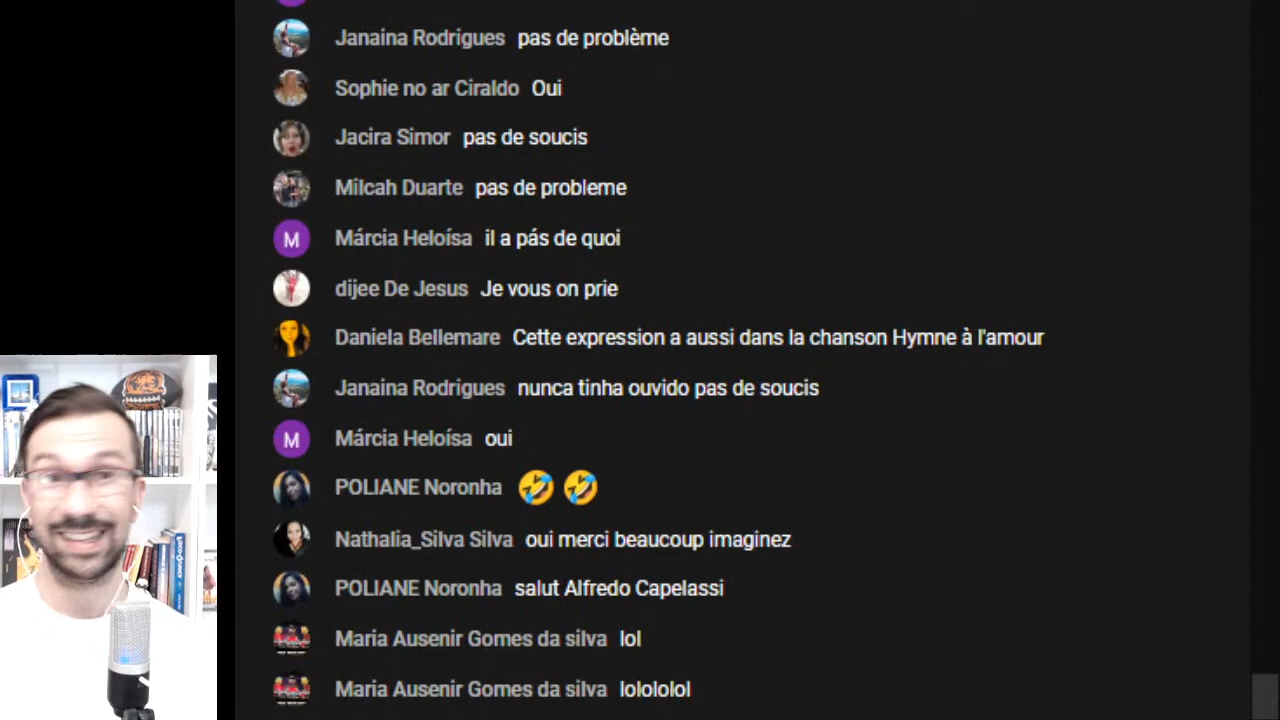 Janaina Rodrigues pas de problème
Sophie no ar Ciraldo Oui
Jacira Simor pas de soucis
Milcah Duarte pas de probleme
M Márcia Heloísa il a pás de quoi
dijee De Jesus Je vous on prie
Daniela Bellemare Cette expression a aussi dans la chanson Hymne à l'amour
Janaina Rodrigues nunca tinha ouvido pas de soucis
M Márcia Heloísa oui
POLIANE Noronha 🤣 🤣
Nathalia_Silva Silva oui merci beaucoup imaginez
POLIANE Noronha salut Alfredo Capelassi
Maria Ausenir Gomes da silva lol
Maria Ausenir Gomes da silva lolololol